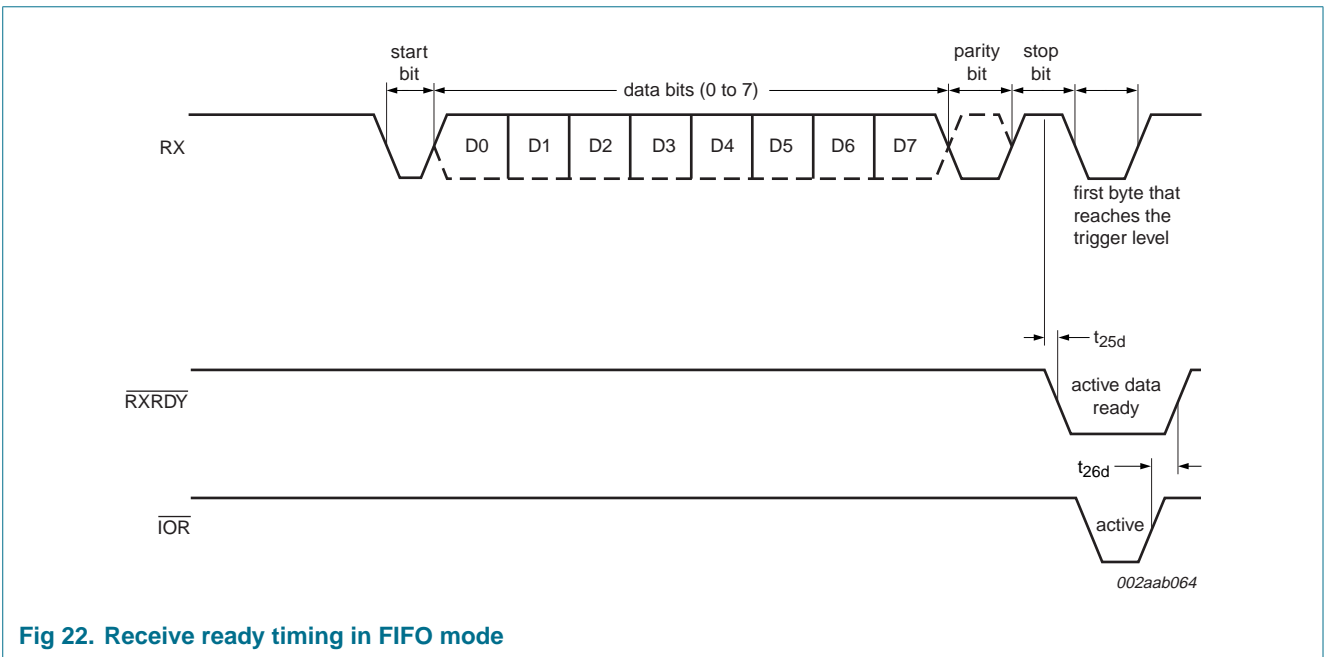 start
bit
data bits (0 to 7)
parity
bit
stop
bit
RX
D0
D1
D2
D3
D4
D5
D6
D7
first byte that
reaches the
trigger level
t25d
RXRDY
active data
ready
t26d
IOR
active
002aab064
Fig 22. Receive ready timing in FIFO mode